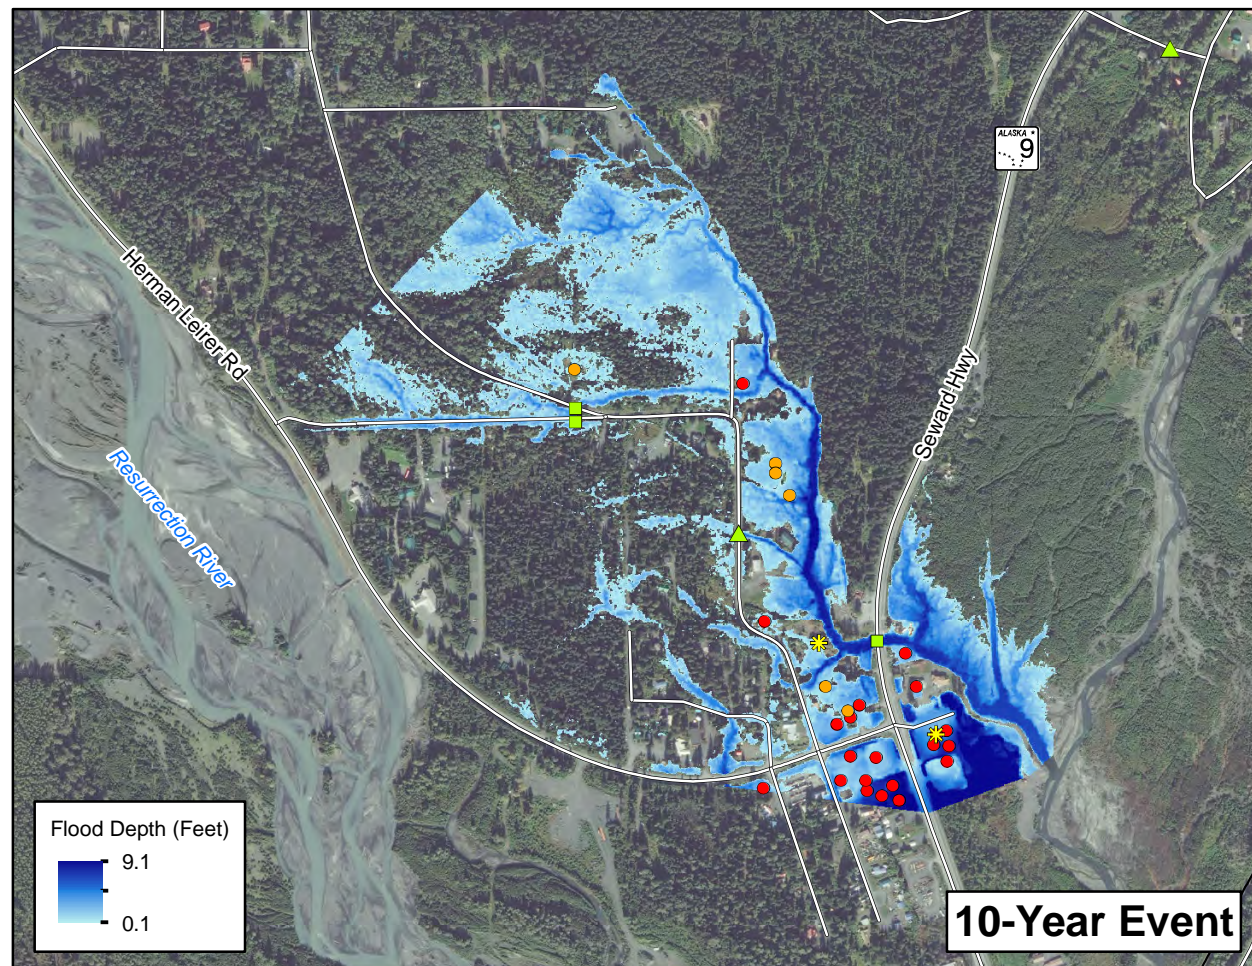 ALASKA
9
Herman Leirer Rd
Seward Hwy
Resurrection River
Flood Depth (Feet)
9.1
0.1
10-Year Event